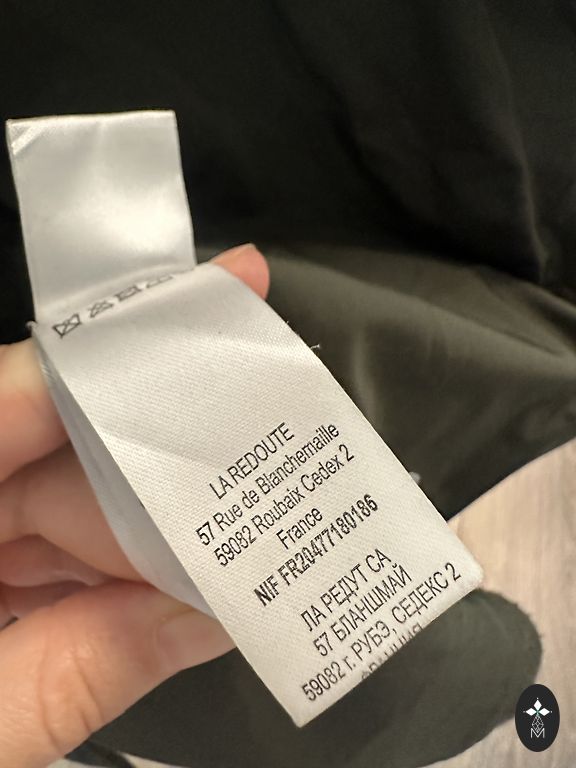 LA REDOUTE
57 Rue de Blanchemaille
59082 Roubaix Cedex 2
France
NIF FR20477180186
ЛА РЕДУТ СА
57 БЛАНШМАЙ
59082 г. РУБЭ, СЕДЕКС 2